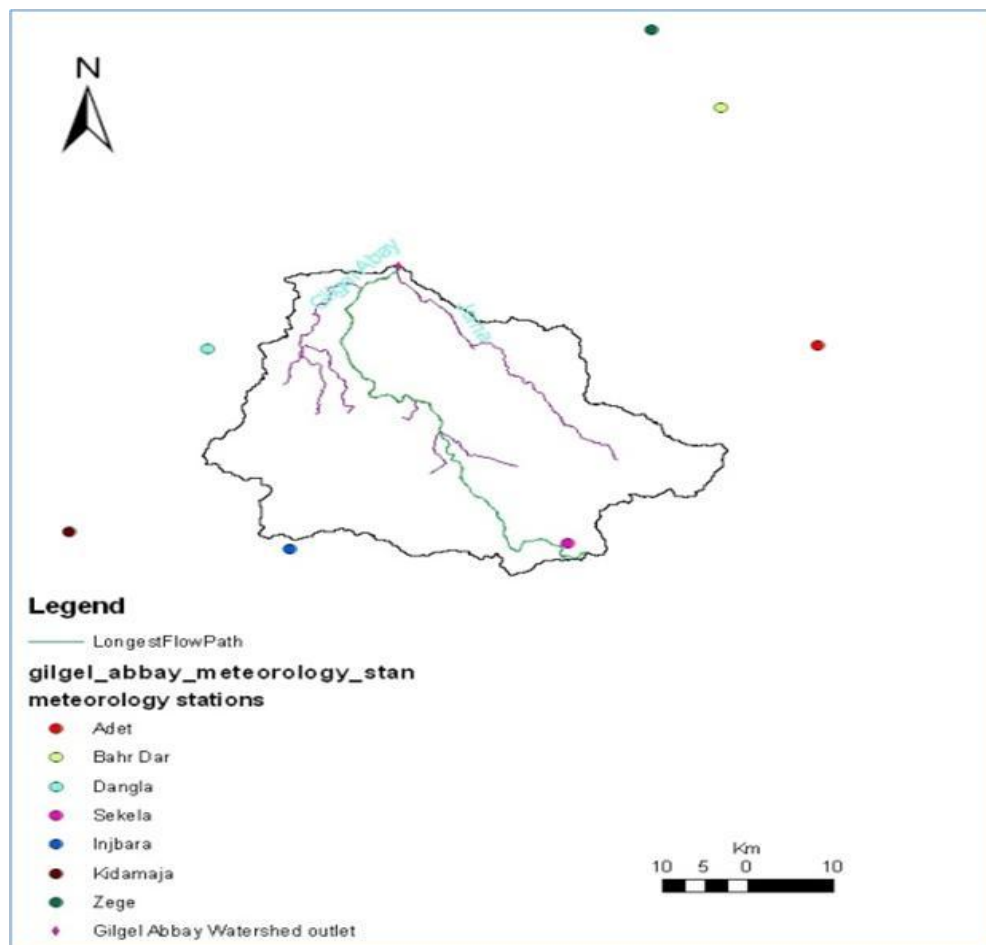 N
Gilgel Abay
Legend
LongestFlowPath
gilgel_abbay_meteorology_stan
meteorology stations
Adet
Bahr Dar
Dangla
Sekela
Injbara
Kidamaja
Zege
Gilgel Abbay Watershed outlet
Km
10 5 0 10